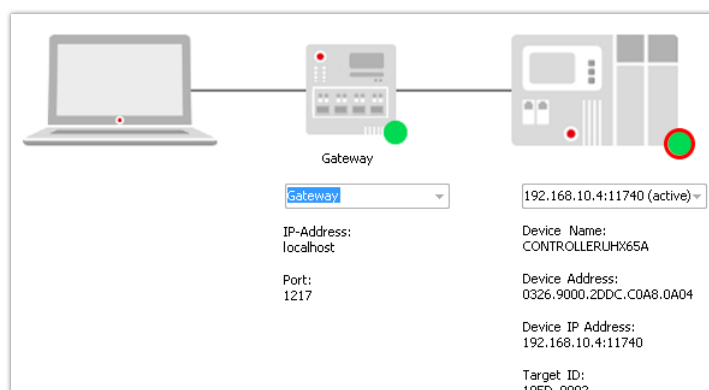 Gateway
Gateway
IP-Address:
localhost
Port:
1217
192.168.10.4:11740 (active)
Device Name:
CONTROLLERUHX65A
Device Address:
0326.9000.2DDC.C0A8.0A04
Device IP Address:
192.168.10.4:11740
Target ID: